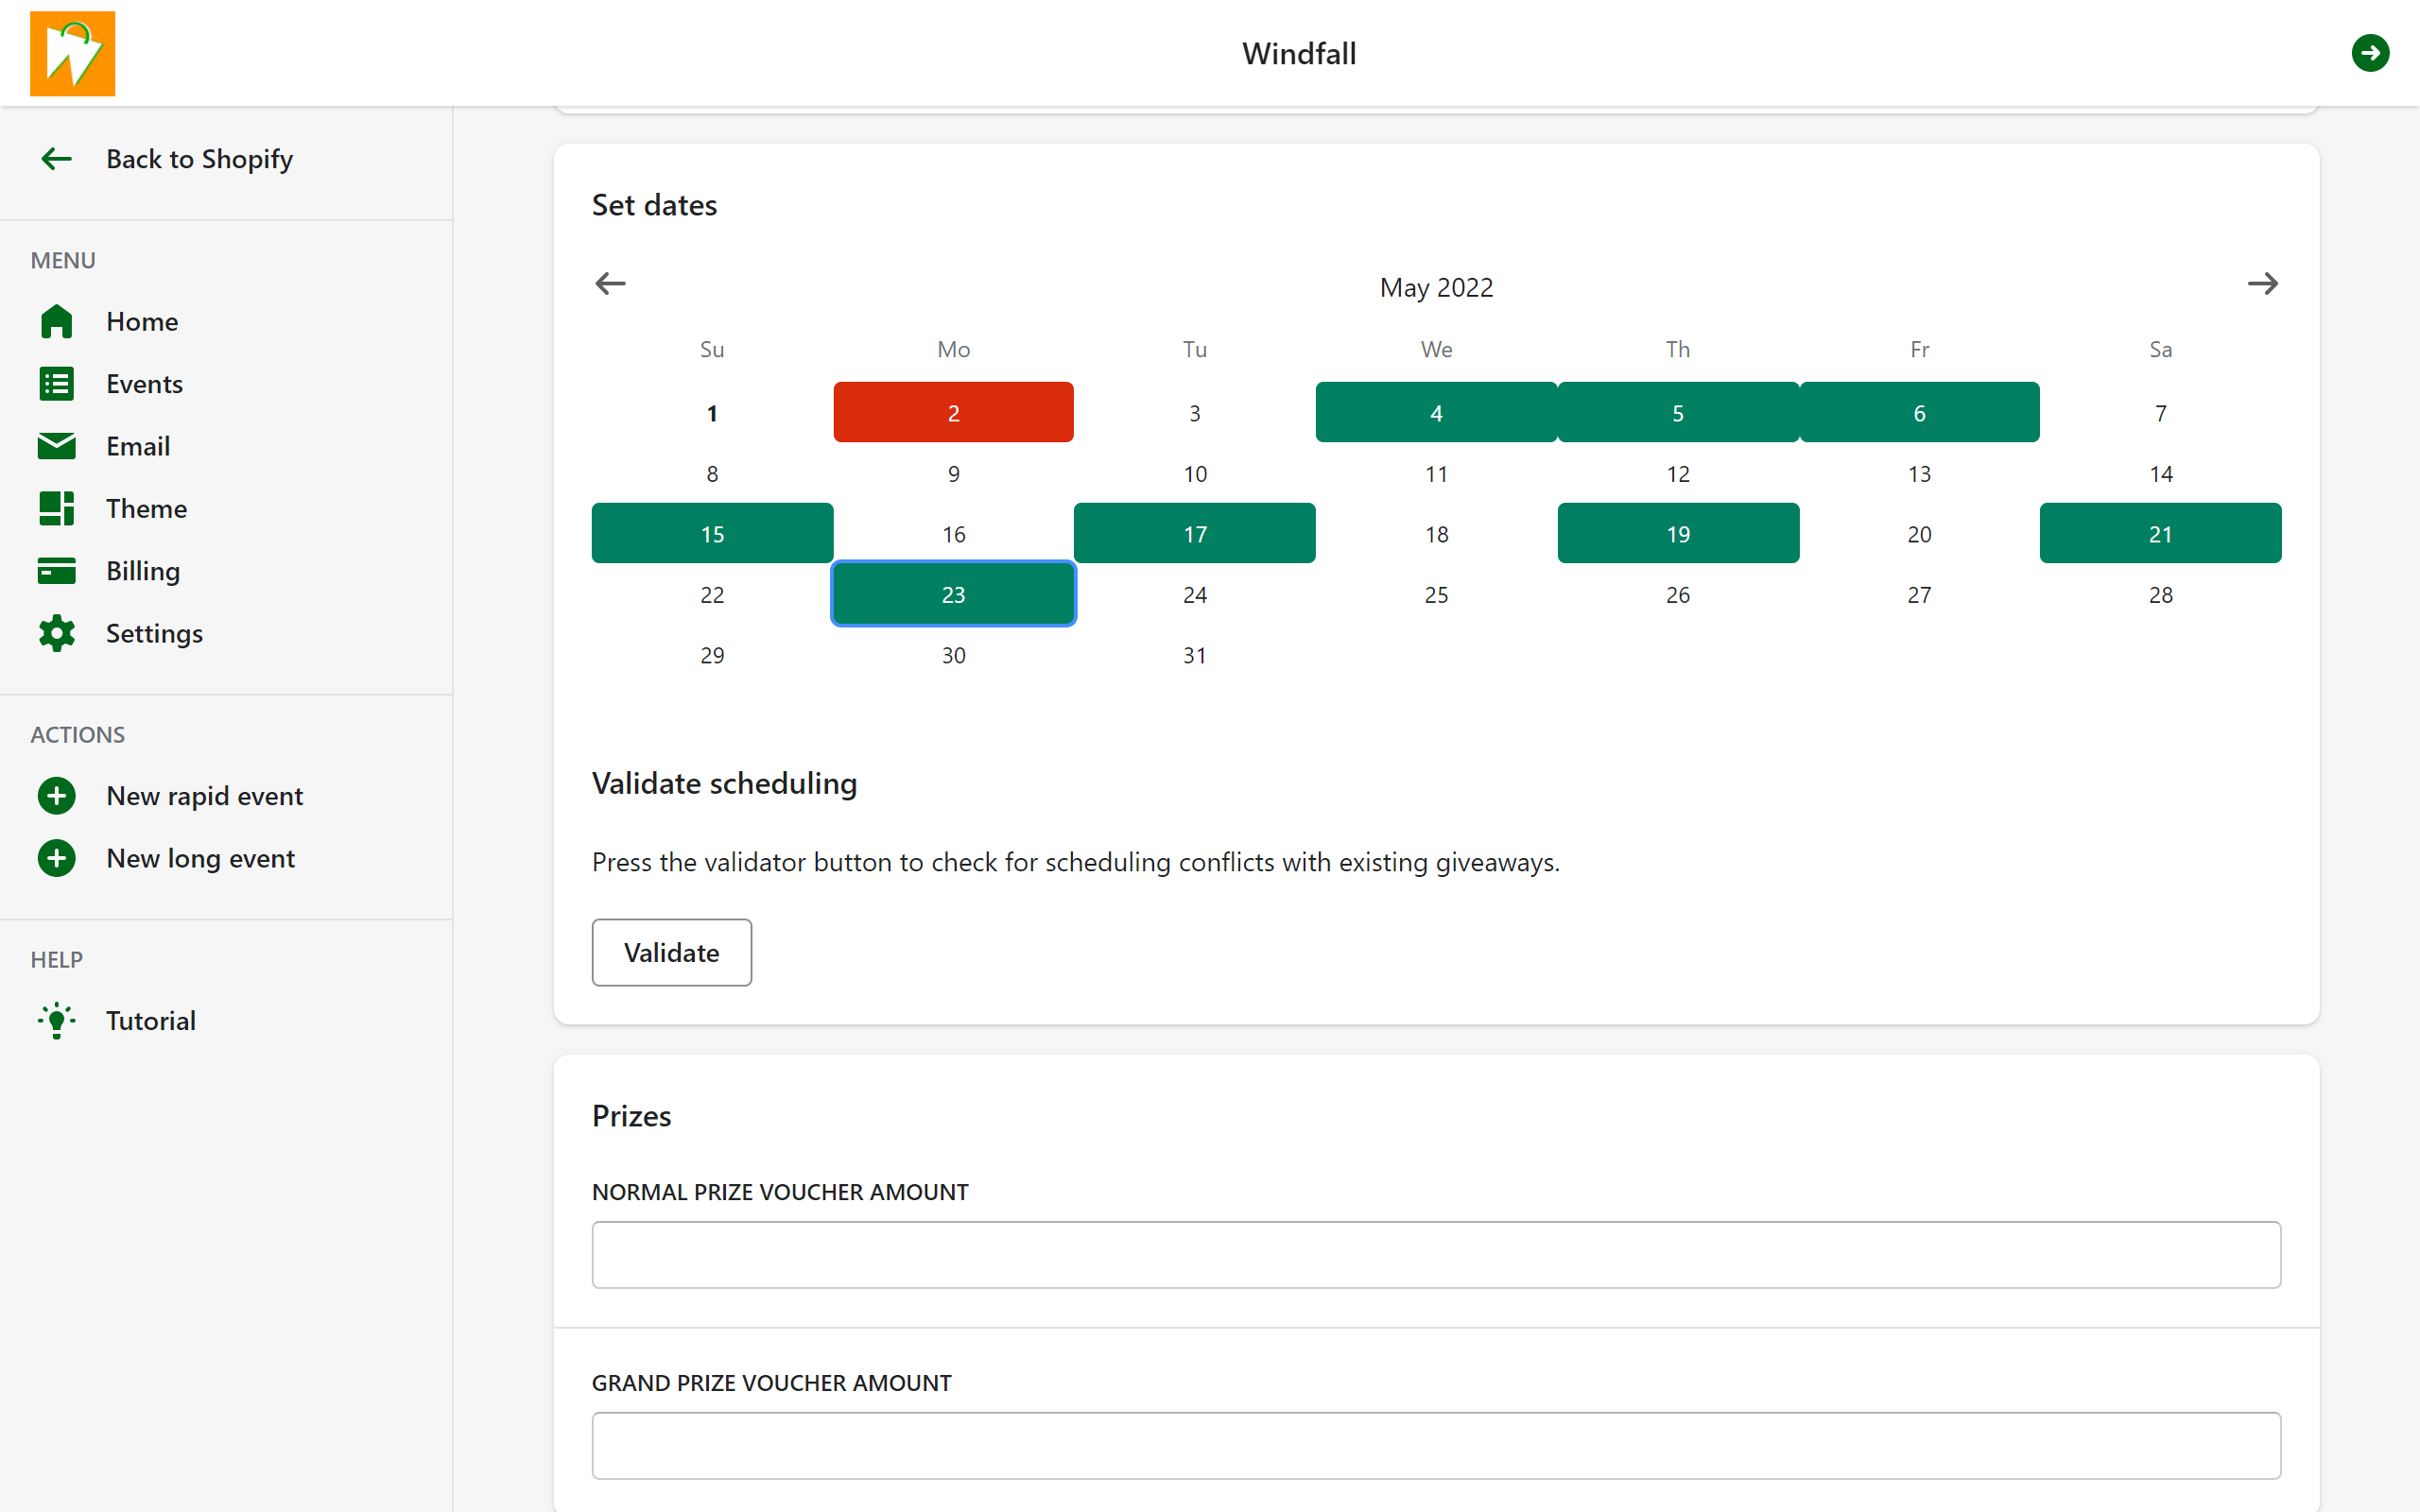 Windfall
Back to Shopify
MENU
Home
Events
Email
Theme
Billing
Settings
ACTIONS
New rapid event
New long event
HELP
Tutorial
Set dates
May 2022
Su Mo Tu We Th Fr Sa
1 2 3 4 5 6 7
8 9 10 11 12 13 14
15 16 17 18 19 20 21
22 23 24 25 26 27 28
29 30 31
Validate scheduling
Press the validator button to check for scheduling conflicts with existing giveaways.
Validate
Prizes
NORMAL PRIZE VOUCHER AMOUNT
GRAND PRIZE VOUCHER AMOUNT